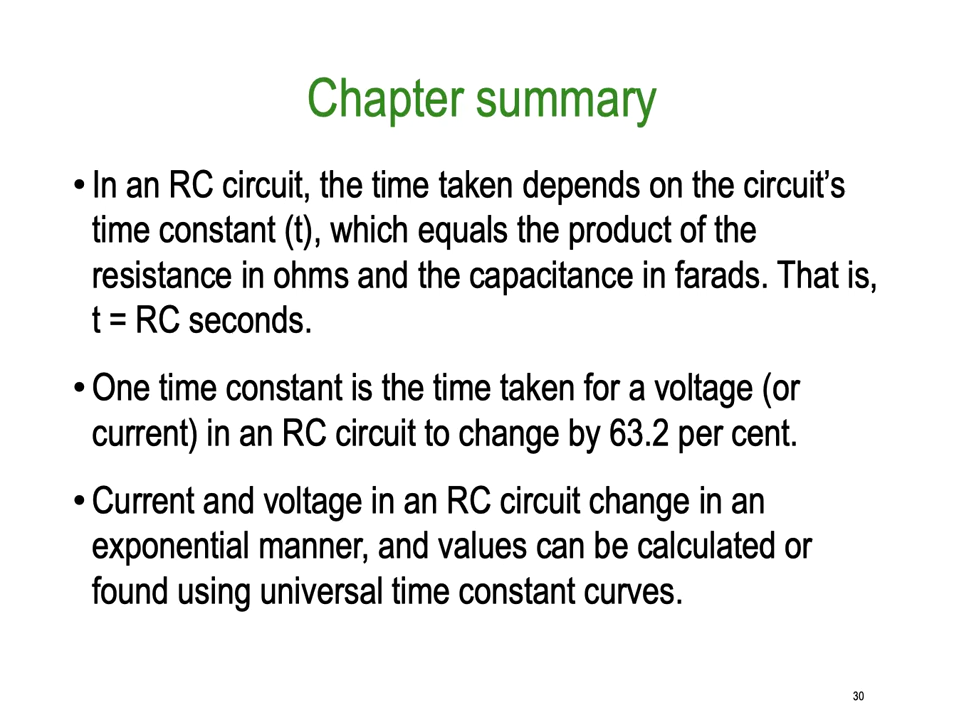 Chapter summary
• In an RC circuit, the time taken depends on the circuit’s
time constant (t), which equals the product of the
resistance in ohms and the capacitance in farads. That is,
t = RC seconds.
• One time constant is the time taken for a voltage (or
current) in an RC circuit to change by 63.2 per cent.
• Current and voltage in an RC circuit change in an
exponential manner, and values can be calculated or
found using universal time constant curves.
30